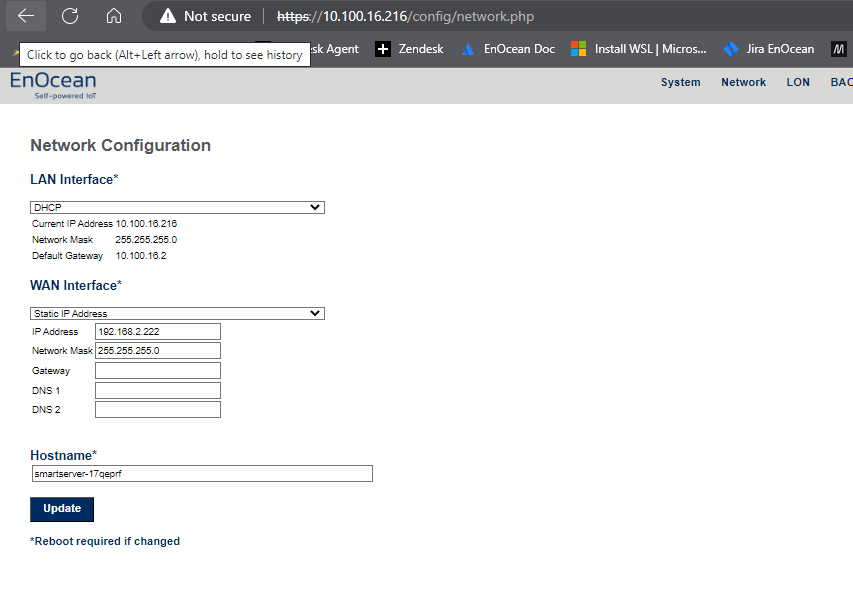 Not secure https://10.100.16.216/config/network.php
Click to go back (Alt+Left arrow), hold to see history
sk Agent Zendesk EnOcean Doc Install WSL | Micros... Jira EnOcean
EnOcean
Self-powered IoT
System Network LON BAC
Network Configuration
LAN Interface*
DHCP
Current IP Address 10.100.16.216
Network Mask 255.255.255.0
Default Gateway 10.100.16.2
WAN Interface*
Static IP Address
IP Address 192.168.2.222
Network Mask 255.255.255.0
Gateway
DNS 1
DNS 2
Hostname*
smartserver-17qeprf
Update
*Reboot required if changed